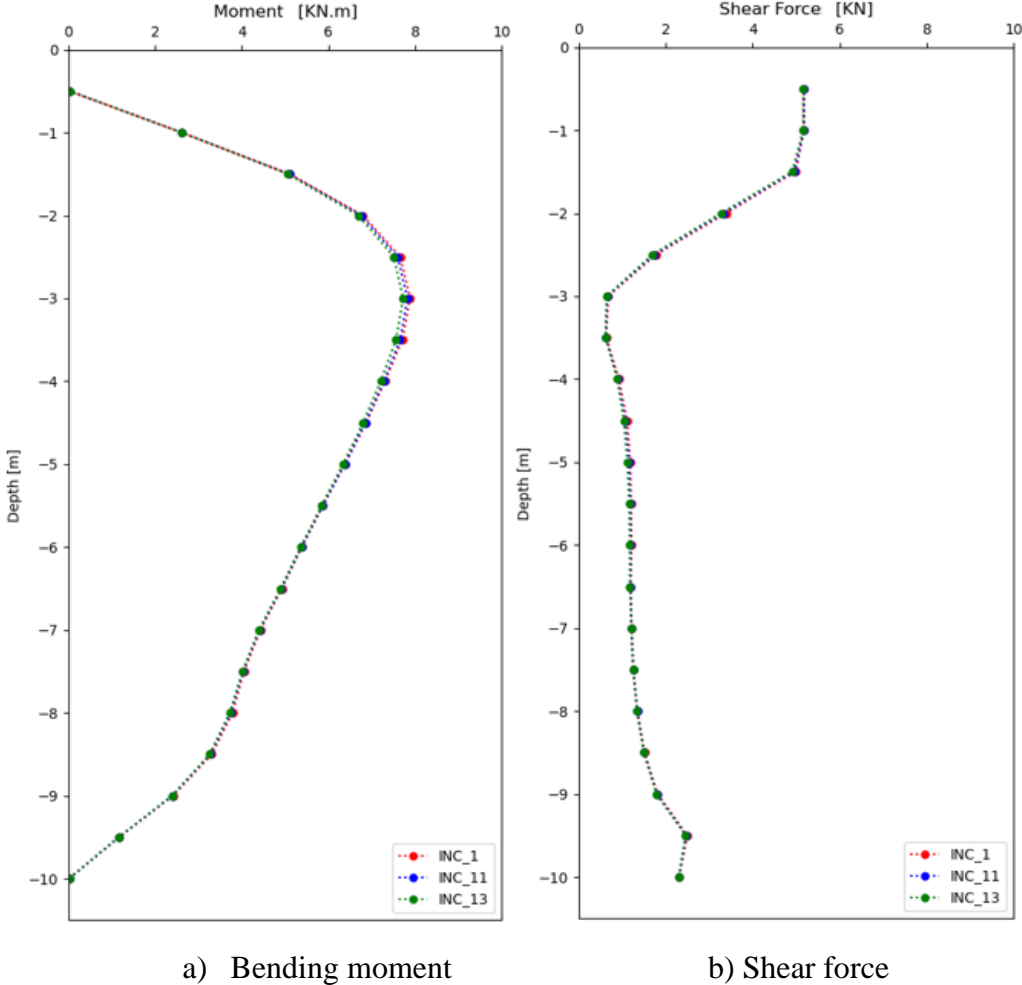 Moment [KN.m]
0 2 4 6 8 10
0
−1
−2
−3
−4
−5
−6
−7
−8
−9
−10
Depth [m]
INC_1
INC_11
INC_13
a) Bending moment
Shear Force [KN]
0 2 4 6 8 10
0
−1
−2
−3
−4
−5
−6
−7
−8
−9
−10
Depth [m]
INC_1
INC_11
INC_13
b) Shear force